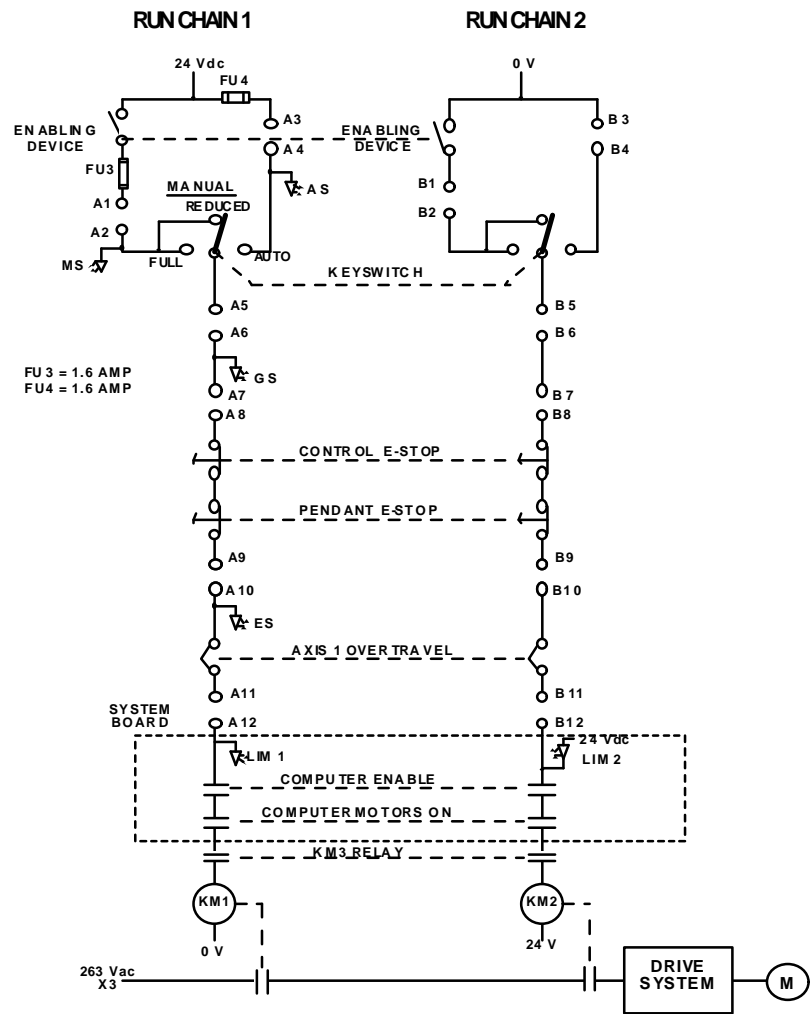 RUN CHAIN 1
RUN CHAIN 2
24 Vdc
0 V
FU4
A3
B3
ENABLING
DEVICE
ENABLING
DEVICE
A4
B4
FU3
MANUAL
REDUCED
AS
B1
A1
A2
B2
MS
FULL
AUTO
KEYSWITCH
A5
B5
A6
B6
FU3 = 1.6 AMP
FU4 = 1.6 AMP
GS
A7
B7
A8
B8
CONTROL E-STOP
PENDANT E-STOP
A9
B9
A10
B10
ES
AXIS 1 OVERTRAVEL
A11
B11
SYSTEM
BOARD
A12
B12
LIM 1
24 Vdc
LIM 2
COMPUTER ENABLE
COMPUTER MOTORS ON
KM3 RELAY
KM1
KM2
0 V
24 V
263 Vac
X3
DRIVE
SYSTEM
M